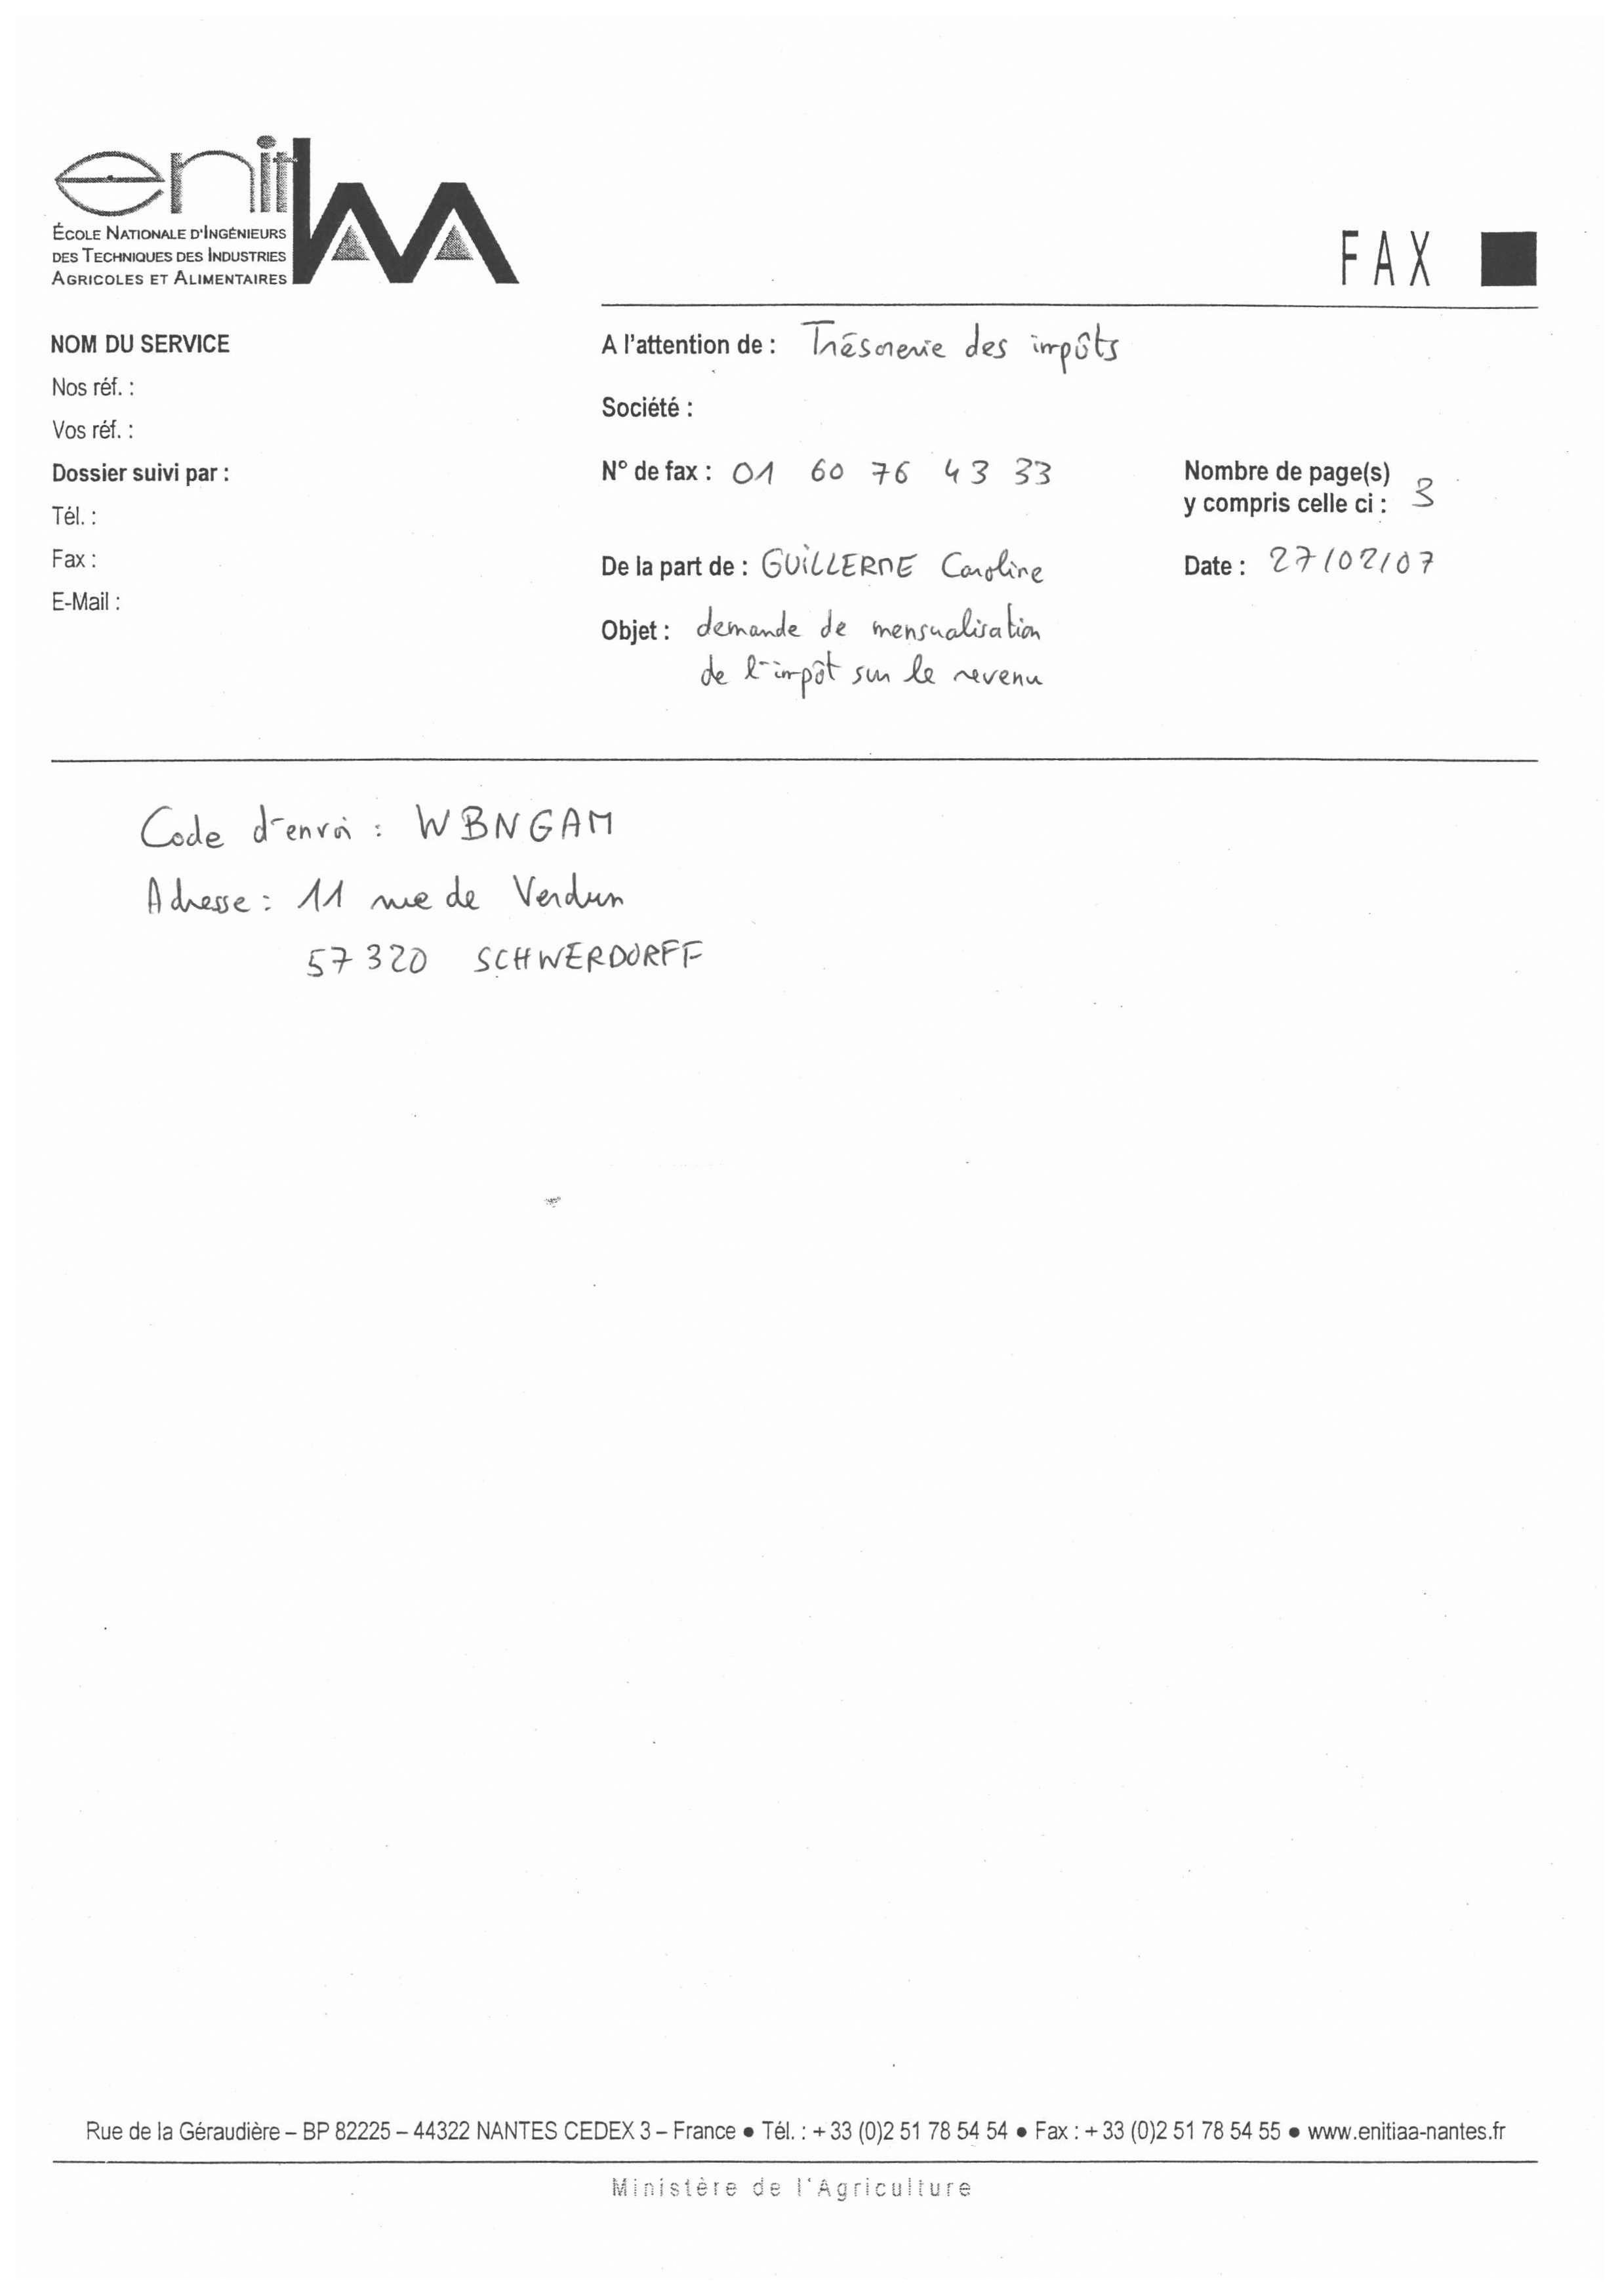 enitIAA
ÉCOLE NATIONALE D'INGÉNIEURS
DES TECHNIQUES DES INDUSTRIES
AGRICOLES ET ALIMENTAIRES
FAX
NOM DU SERVICE
Nos réf. :
Vos réf. :
Dossier suivi par :
Tél. :
Fax :
E-Mail :
A l'attention de : Trésorerie des impôts
Société :
N° de fax : 01 60 76 43 33
Nombre de page(s)
y compris celle ci : 3
De la part de : GUILLERME Caroline
Date : 27/02/07
Objet : demande de mensualisation
de l'impôt sur le revenu
Code d'envoi : WBNGAM
Adresse : 11 rue de Verdun
57320 SCHWERDORFF
Rue de la Géraudière – BP 82225 – 44322 NANTES CEDEX 3 – France • Tél. : + 33 (0)2 51 78 54 54 • Fax : + 33 (0)2 51 78 54 55 • www.enitiaa-nantes.fr
Ministère de l'Agriculture